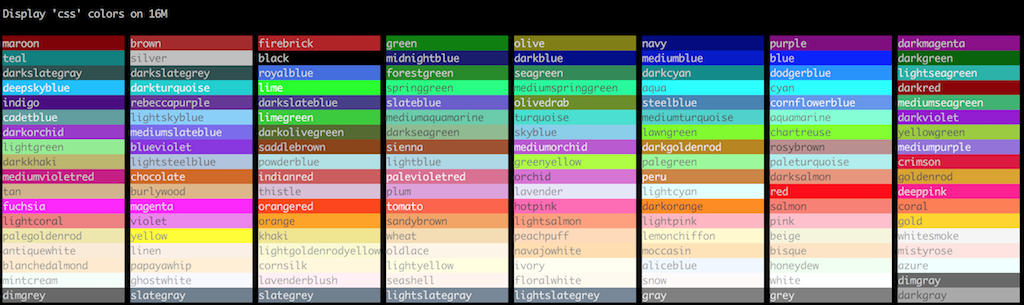 Display 'css' colors on 16M
maroon brown firebrick green olive navy purple darkmagenta
teal silver black midnightblue darkblue mediumblue blue darkgreen
darkslategray darkslategrey royalblue forestgreen seagreen darkcyan dodgerblue lightseagreen
deepskyblue darkturquoise lime springgreen mediumspringgreen aqua cyan darkred
indigo rebeccapurple darkslateblue slateblue olivedrab steelblue cornflowerblue mediumseagreen
cadetblue lightskyblue limegreen mediumaquamarine turquoise mediumturquoise aquamarine darkviolet
darkorchid mediumslateblue darkolivegreen darkseagreen skyblue lawngreen chartreuse yellowgreen
lightgreen blueviolet saddlebrown sienna mediumorchid darkgoldenrod rosybrown mediumpurple
darkkhaki lightsteelblue powderblue lightblue greenyellow palegreen paleturquoise crimson
mediumvioletred chocolate indianred palevioletred orchid peru darksalmon goldenrod
tan burlywood thistle plum lavender lightcyan red deeppink
fuchsia magenta orangered tomato hotpink darkorange salmon coral
lightcoral violet orange sandybrown lightsalmon lightpink pink gold
palegoldenrod yellow khaki wheat peachpuff lemonchiffon beige whitesmoke
antiquewhite linen lightgoldenrodyellow oldlace navajowhite moccasin bisque mistyrose
blanchedalmond papayawhip cornsilk lightyellow ivory aliceblue honeydew azure
mintcream ghostwhite lavenderblush seashell floralwhite snow white dimgray
dimgrey slategray slategrey lightslategray lightslategrey gray grey darkgray